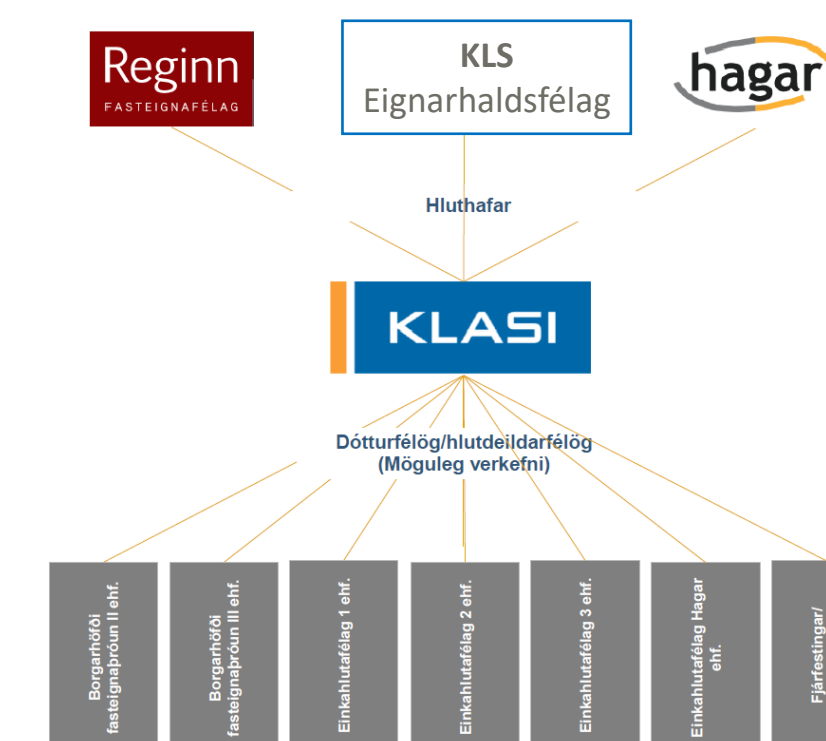 Reginn
FASTEIGNAFÉLAG
KLS
Eignarhaldsfélag
hagar
Hluthafar
KLASI
Dótturfélög/hlutdeildarfélög
(Möguleg verkefni)
Borgarhöfði
fasteignaþróun II ehf.
Borgarhöfði
fasteignaþróun III ehf.
Einkahlutafélag 1 ehf.
Einkahlutafélag 2 ehf.
Einkahlutafélag 3 ehf.
Einkahlutafélag Hagar
ehf.
Fjárfestingar/